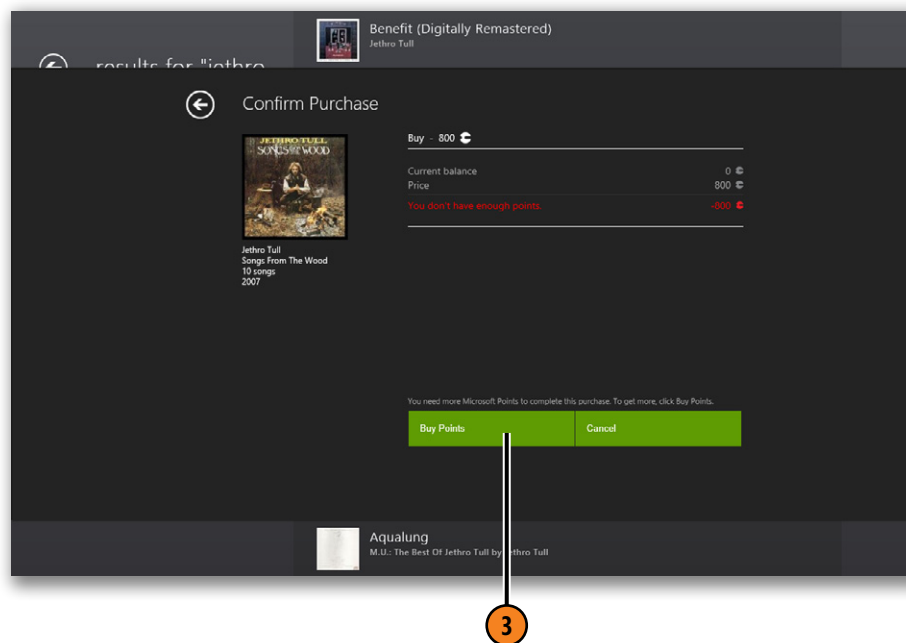 Benefit (Digitally Remastered)
Jethro Tull
results for "jethro
Confirm Purchase
JETHRO TULL
SONGS FROM THE WOOD
Buy - 800
Current balance 0
Price 800
You don't have enough points. -800
Jethro Tull
Songs From The Wood
10 songs
2007
You need more Microsoft Points to complete this purchase. To get more, click Buy Points.
Buy Points Cancel
Aqualung
M.U.: The Best Of Jethro Tull by Jethro Tull
3